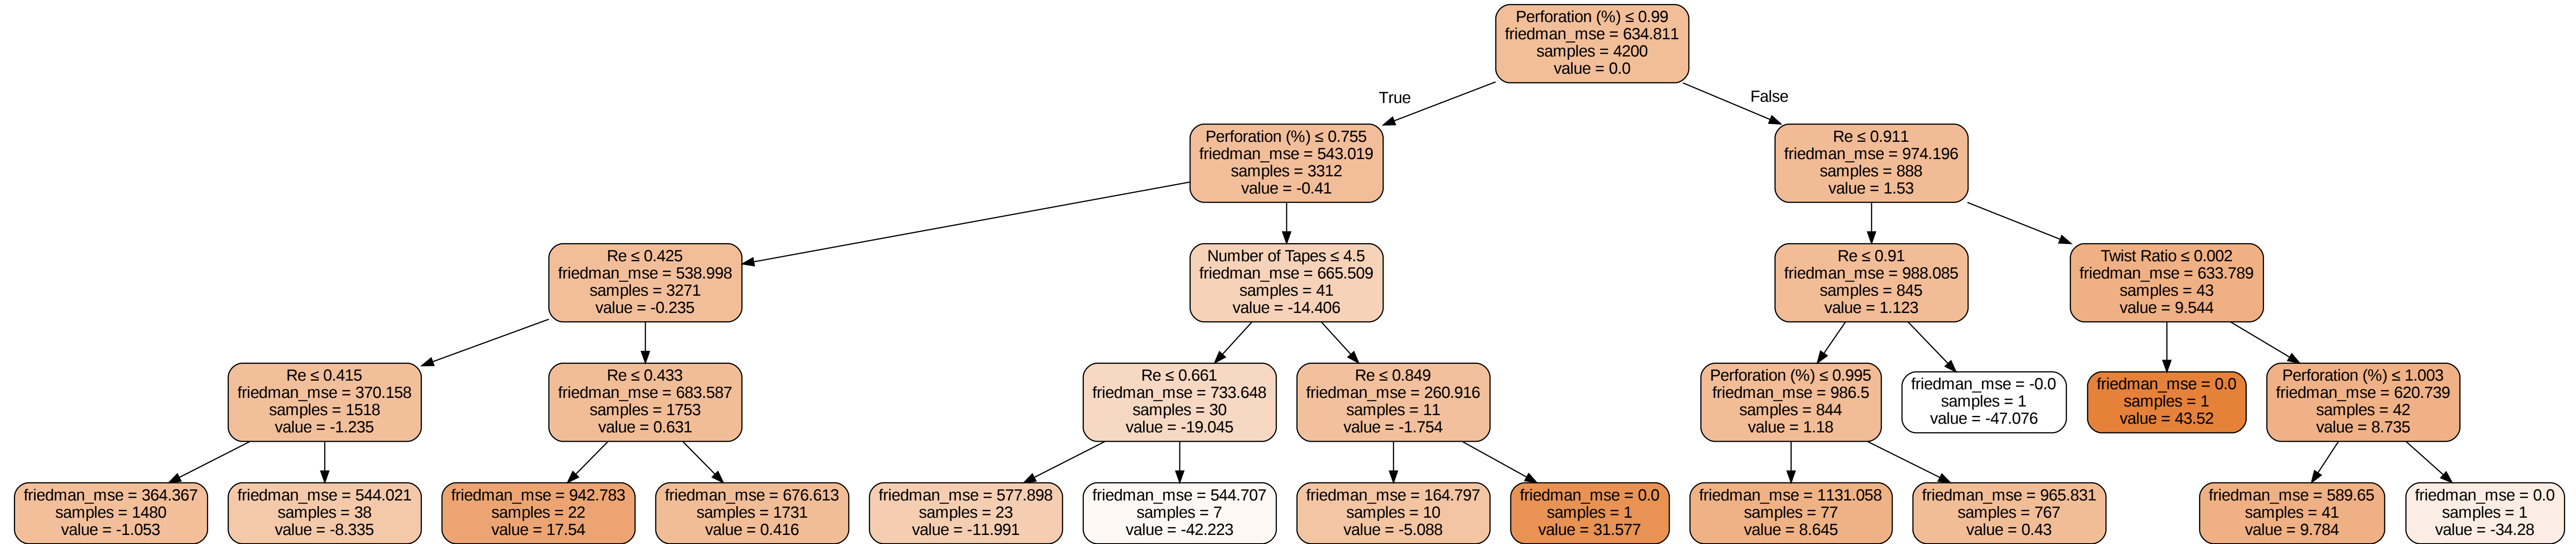 Perforation (%) ≤ 0.99
friedman_mse = 634.811
samples = 4200
value = 0.0
True
False
Perforation (%) ≤ 0.755
friedman_mse = 543.019
samples = 3312
value = -0.41
Re ≤ 0.911
friedman_mse = 974.196
samples = 888
value = 1.53
Re ≤ 0.425
friedman_mse = 538.998
samples = 3271
value = -0.235
Number of Tapes ≤ 4.5
friedman_mse = 665.509
samples = 41
value = -14.406
Re ≤ 0.91
friedman_mse = 988.085
samples = 845
value = 1.123
Twist Ratio ≤ 0.002
friedman_mse = 633.789
samples = 43
value = 9.544
Re ≤ 0.415
friedman_mse = 370.158
samples = 1518
value = -1.235
Re ≤ 0.433
friedman_mse = 683.587
samples = 1753
value = 0.631
Re ≤ 0.661
friedman_mse = 733.648
samples = 30
value = -19.045
Re ≤ 0.849
friedman_mse = 260.916
samples = 11
value = -1.754
Perforation (%) ≤ 0.995
friedman_mse = 986.5
samples = 844
value = 1.18
friedman_mse = -0.0
samples = 1
value = -47.076
friedman_mse = 0.0
samples = 1
value = 43.52
Perforation (%) ≤ 1.003
friedman_mse = 620.739
samples = 42
value = 8.735
friedman_mse = 364.367
samples = 1480
value = -1.053
friedman_mse = 544.021
samples = 38
value = -8.335
friedman_mse = 942.783
samples = 22
value = 17.54
friedman_mse = 676.613
samples = 1731
value = 0.416
friedman_mse = 577.898
samples = 23
value = -11.991
friedman_mse = 544.707
samples = 7
value = -42.223
friedman_mse = 164.797
samples = 10
value = -5.088
friedman_mse = 0.0
samples = 1
value = 31.577
friedman_mse = 1131.058
samples = 77
value = 8.645
friedman_mse = 965.831
samples = 767
value = 0.43
friedman_mse = 589.65
samples = 41
value = 9.784
friedman_mse = 0.0
samples = 1
value = -34.28